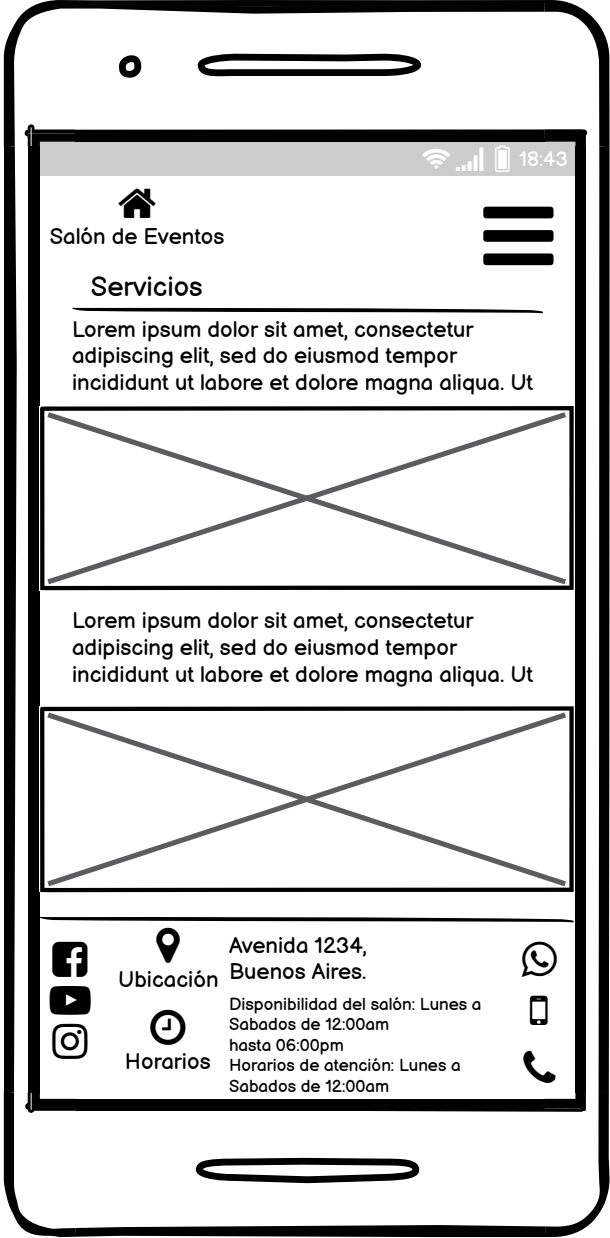 18:43
Salón de Eventos
Servicios
Lorem ipsum dolor sit amet, consectetur
adipiscing elit, sed do eiusmod tempor
incididunt ut labore et dolore magna aliqua. Ut
Lorem ipsum dolor sit amet, consectetur
adipiscing elit, sed do eiusmod tempor
incididunt ut labore et dolore magna aliqua. Ut
Ubicación
Avenida 1234,
Buenos Aires.
Horarios
Disponibilidad del salón: Lunes a
Sabados de 12:00am
hasta 06:00pm
Horarios de atención: Lunes a
Sabados de 12:00am